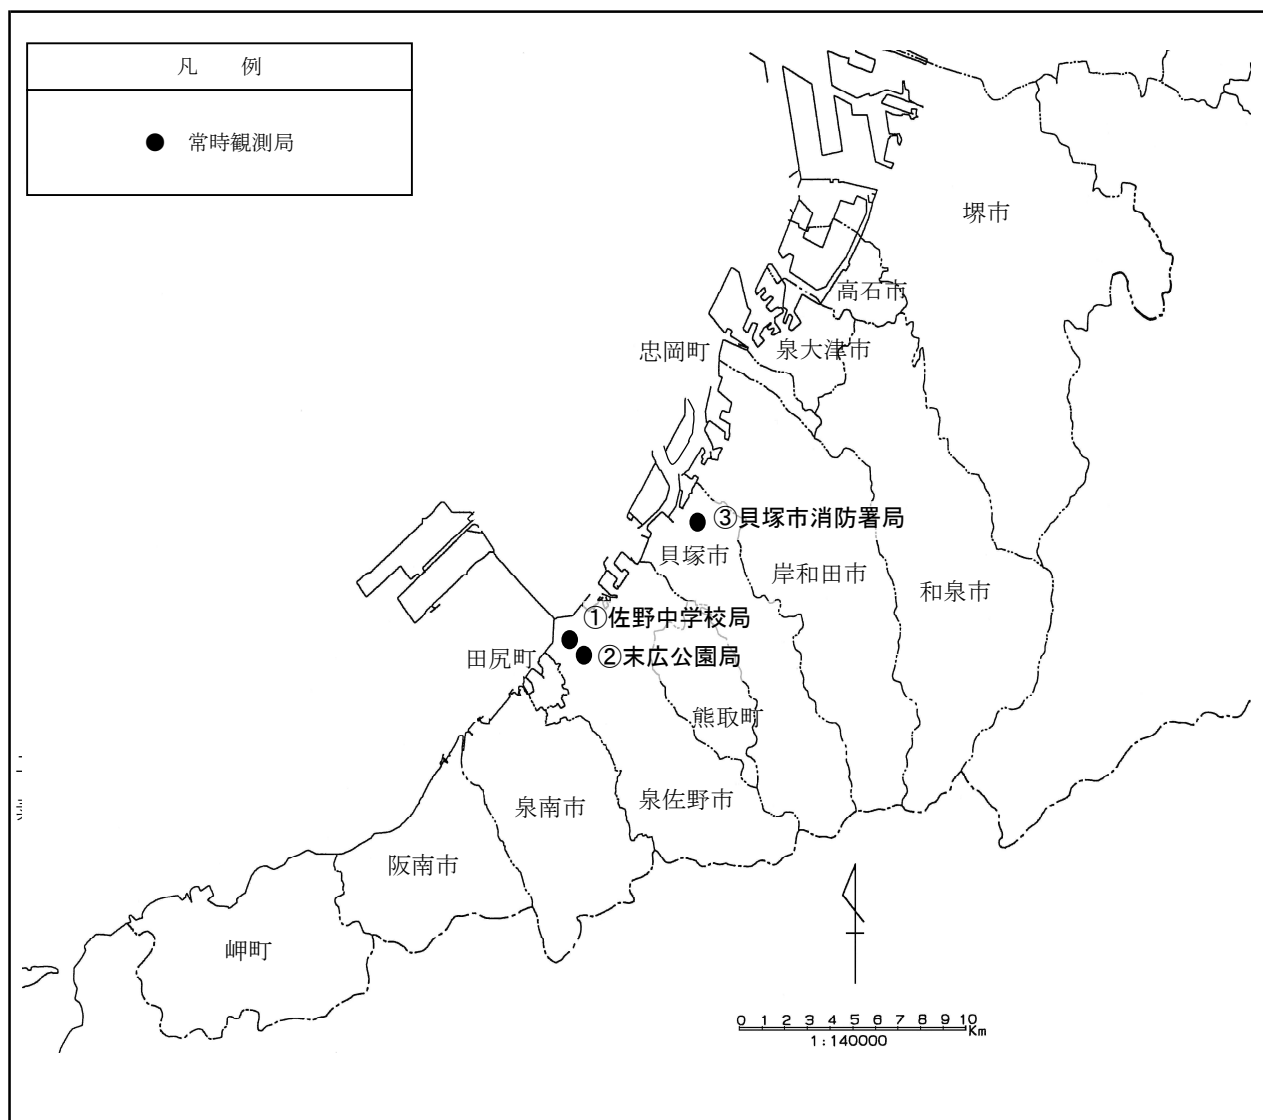 凡　例
常時観測局
堺市
高石市
忠岡町
泉大津市
③貝塚市消防署局
貝塚市
岸和田市
和泉市
①佐野中学校局
田尻町
②末広公園局
熊取町
泉南市
泉佐野市
阪南市
岬町
0 1 2 3 4 5 6 7 8 9 10
Km
1:140000